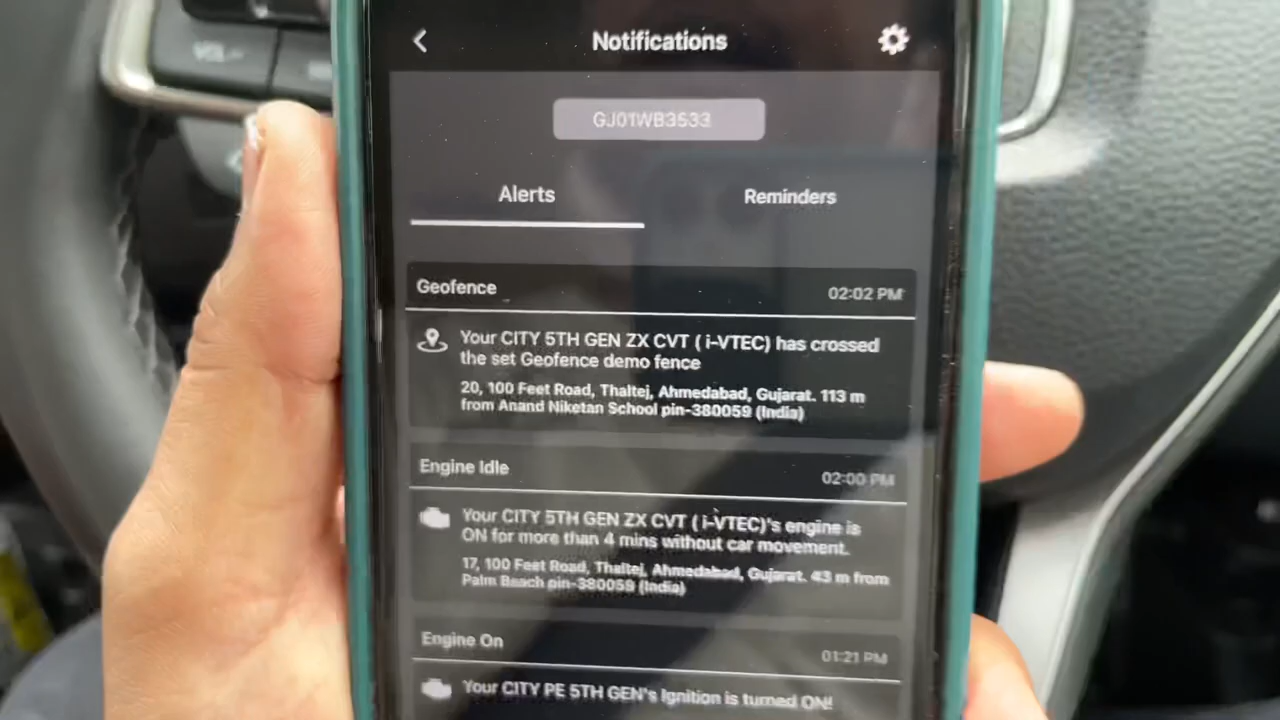 VOL
Notifications
GJ01WB3533
Alerts
Reminders
Geofence
02:02 PM
Your CITY 5TH GEN ZX CVT ( i-VTEC) has crossed
the set Geofence demo fence
20, 100 Feet Road, Thaltej, Ahmedabad, Gujarat. 113 m
from Anand Niketan School pin-380059 (India)
Engine Idle
02:00 PM
Your CITY 5TH GEN ZX CVT ( i-VTEC)'s engine is
ON for more than 4 mins without car movement.
17, 100 Feet Road, Thaltej, Ahmedabad, Gujarat. 43 m from
Palm Beach pin-380059 (India)
Engine On
01:21 PM
Your CITY PE 5TH GEN's Ignition is turned ON!